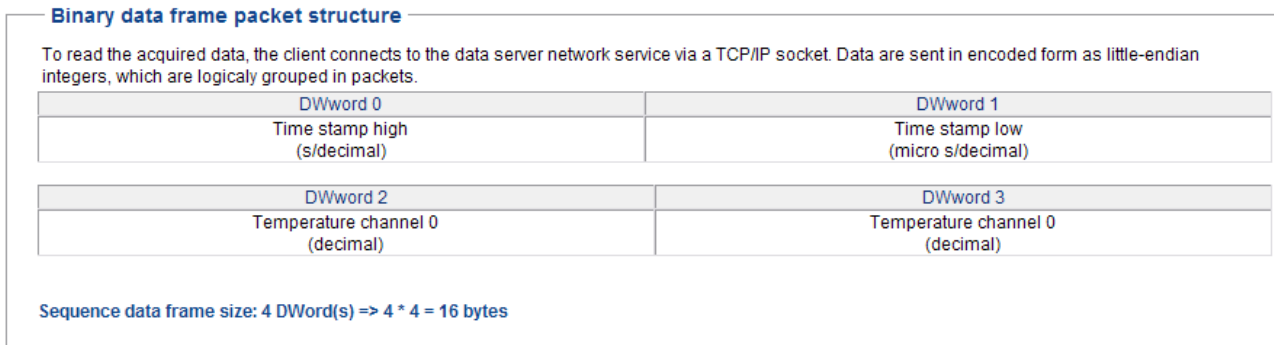 Binary data frame packet structure
To read the acquired data, the client connects to the data server network service via a TCP/IP socket. Data are sent in encoded form as little-endian
integers, which are logicaly grouped in packets.
DWword 0 DWword 1
Time stamp high Time stamp low
(s/decimal) (micro s/decimal)
DWword 2 DWword 3
Temperature channel 0 Temperature channel 0
(decimal) (decimal)
Sequence data frame size: 4 DWord(s) => 4 * 4 = 16 bytes